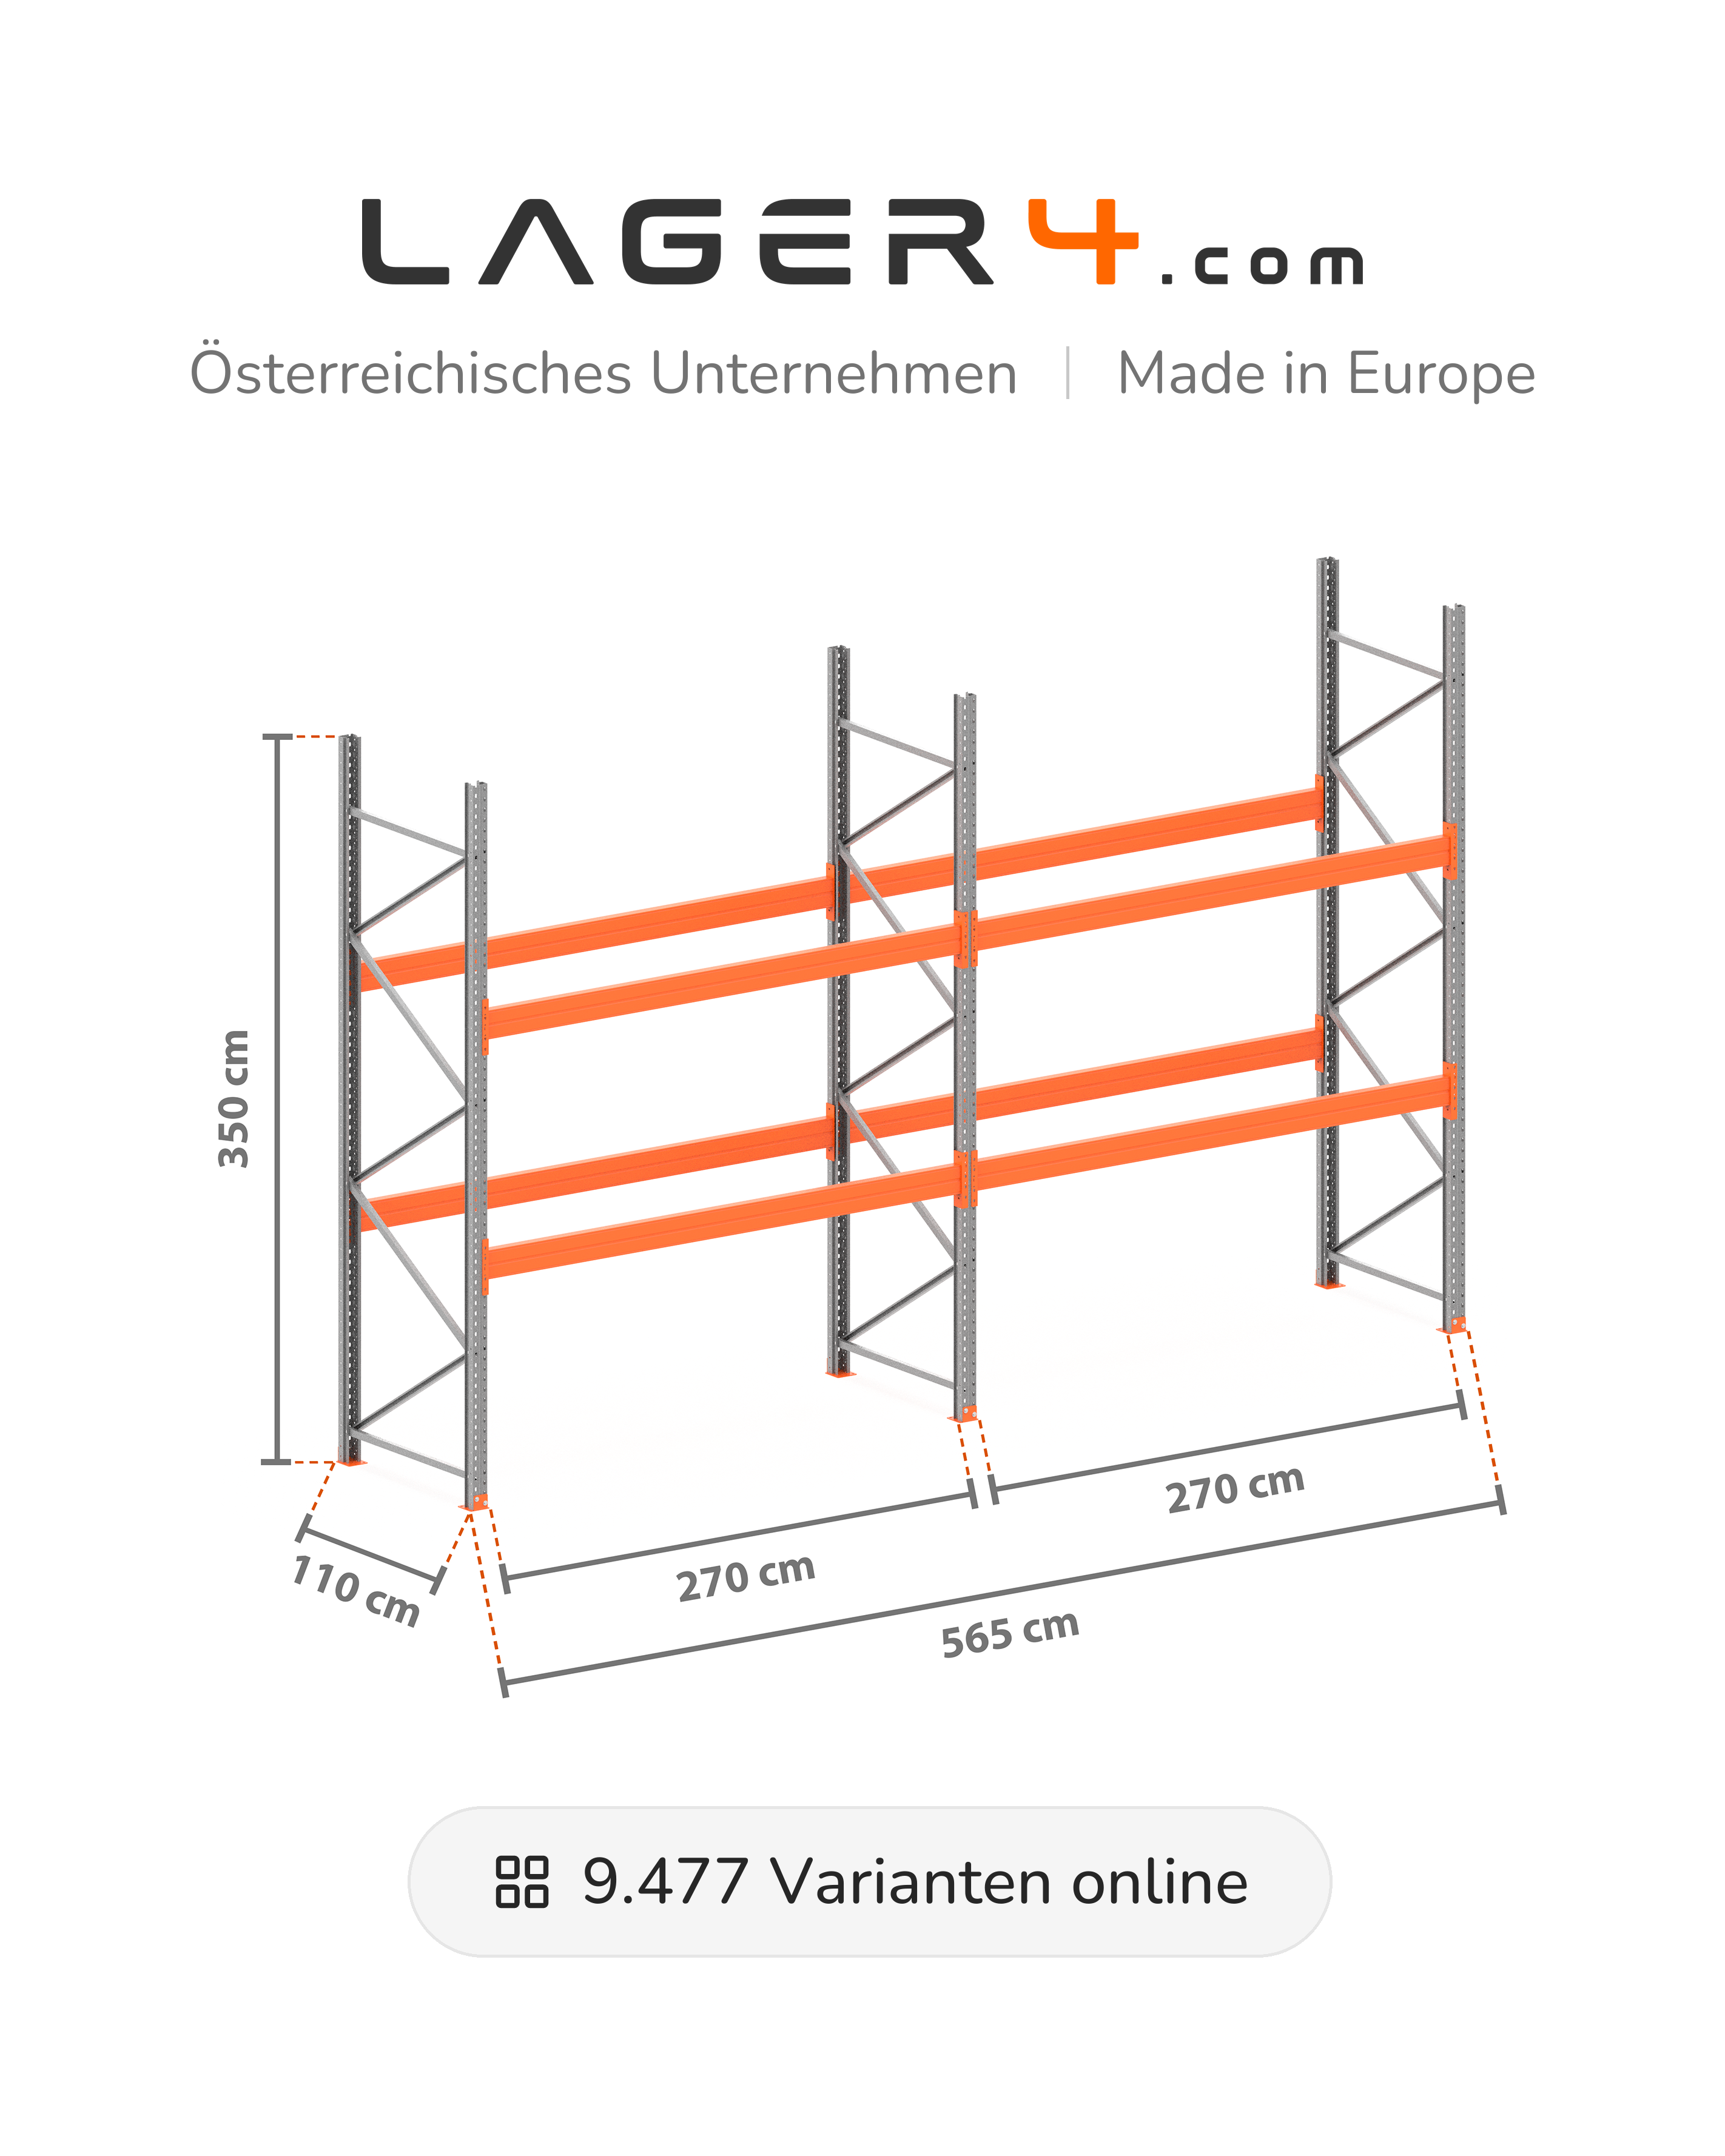 LAGER4.com
Österreichisches Unternehmen | Made in Europe
350 cm
110 cm
270 cm
270 cm
565 cm
9.477 Varianten online